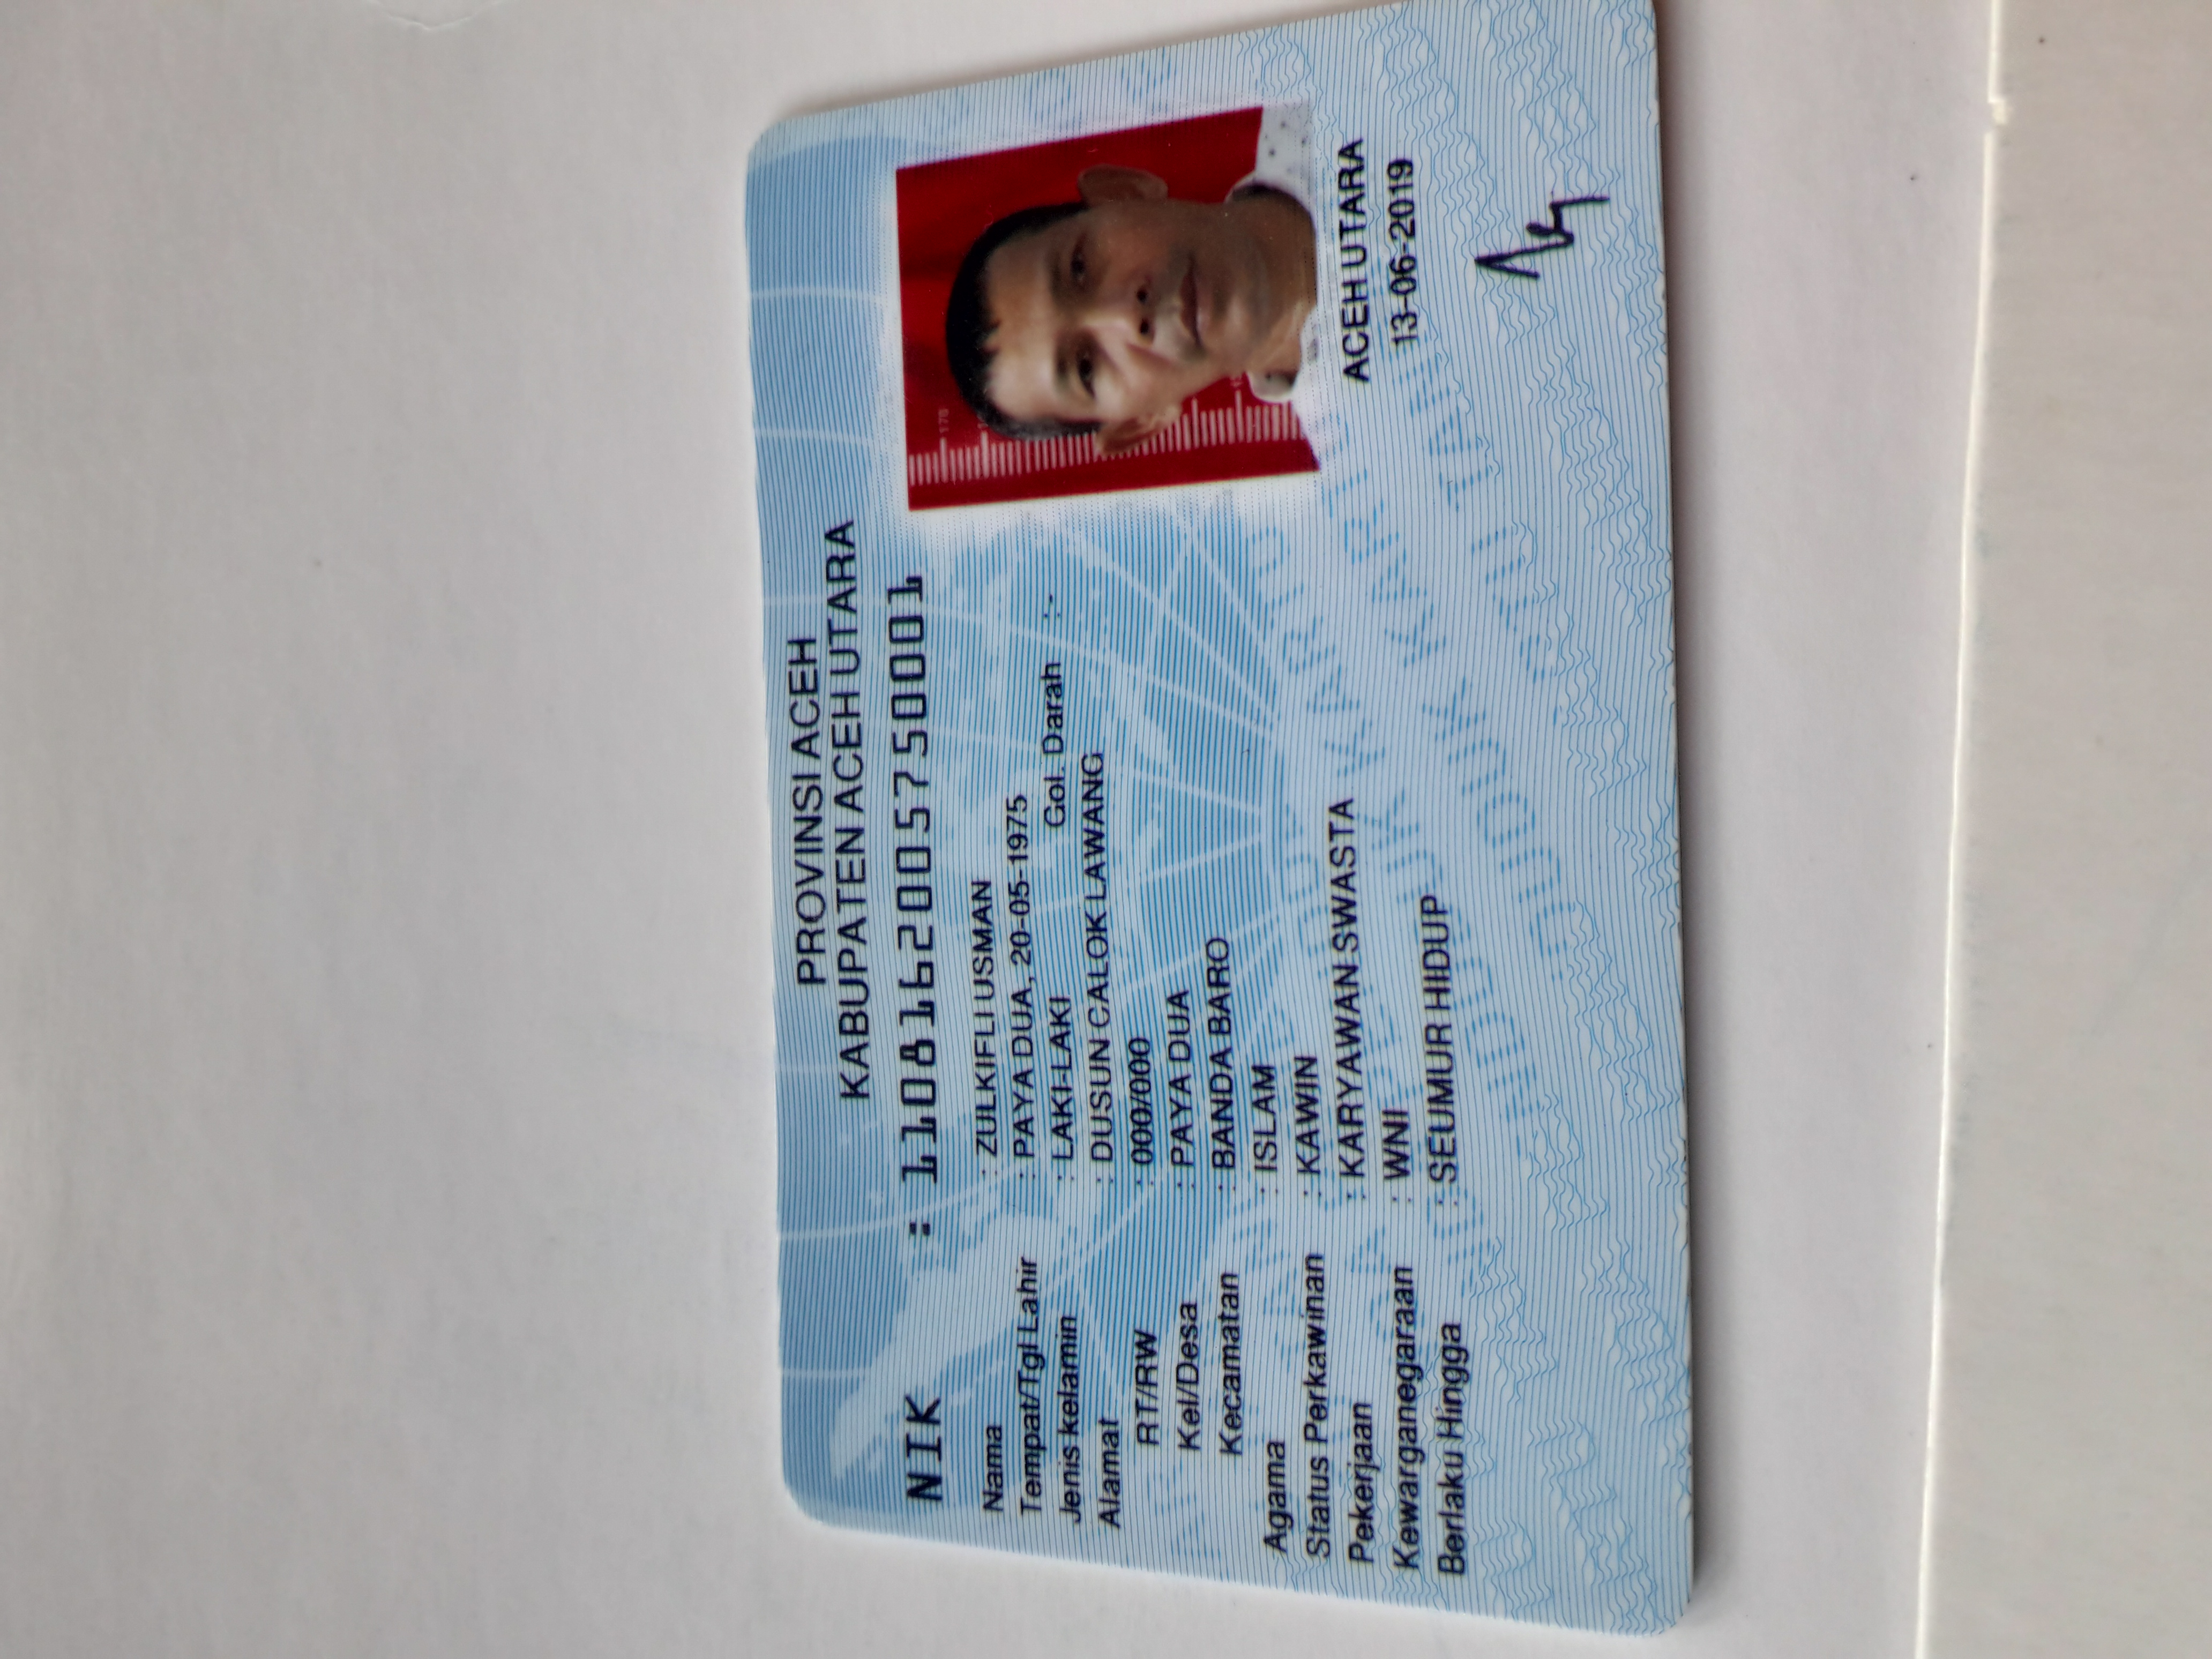 PROVINSI ACEH
KABUPATEN ACEH UTARA
NIK : 1108162005750001
Nama : ZULKIFLI USMAN
Tempat/Tgl Lahir : PAYA DUA, 20-05-1975
Jenis kelamin : LAKI-LAKI Gol. Darah : -
Alamat : DUSUN CALOK LAWANG
RT/RW : 000/000
Kel/Desa : PAYA DUA
Kecamatan : BANDA BARO
Agama : ISLAM
Status Perkawinan : KAWIN
Pekerjaan : KARYAWAN SWASTA
Kewarganegaraan : WNI
Berlaku Hingga : SEUMUR HIDUP
170
ACEH UTARA
13-06-2019